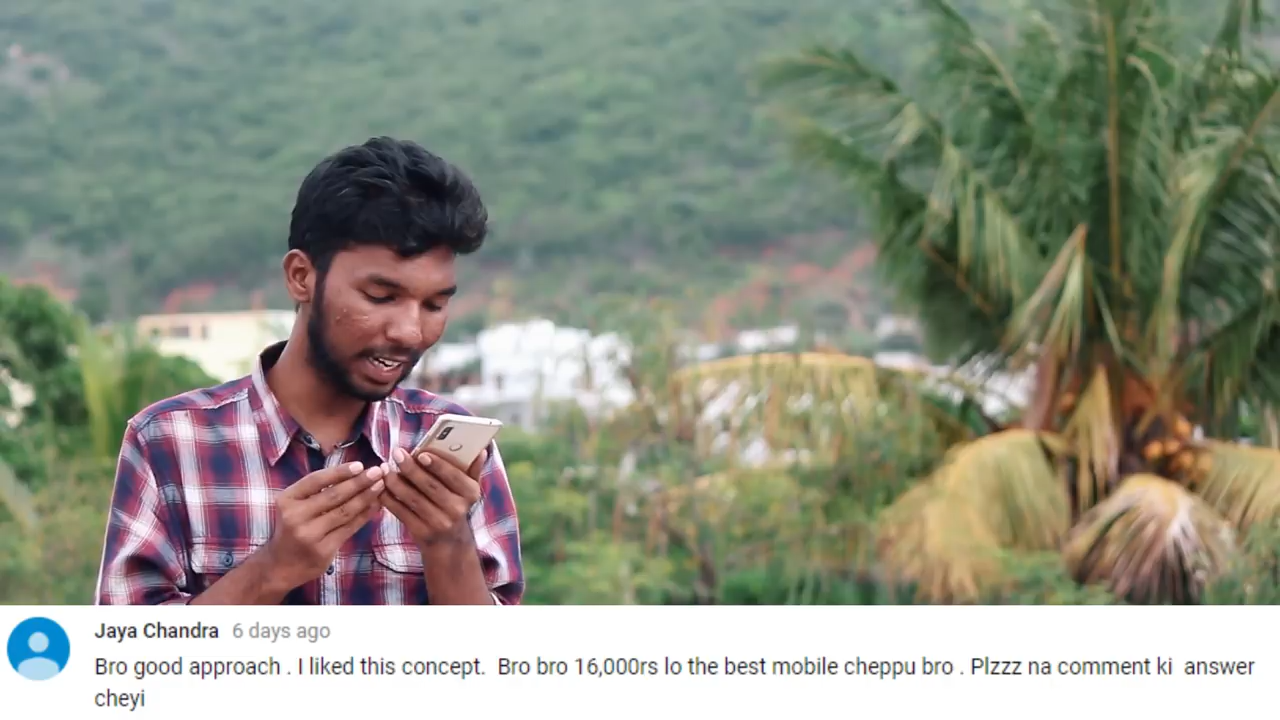 Jaya Chandra 6 days ago
Bro good approach . I liked this concept. Bro bro 16,000rs lo the best mobile cheppu bro . Plzzz na comment ki answer
cheyi